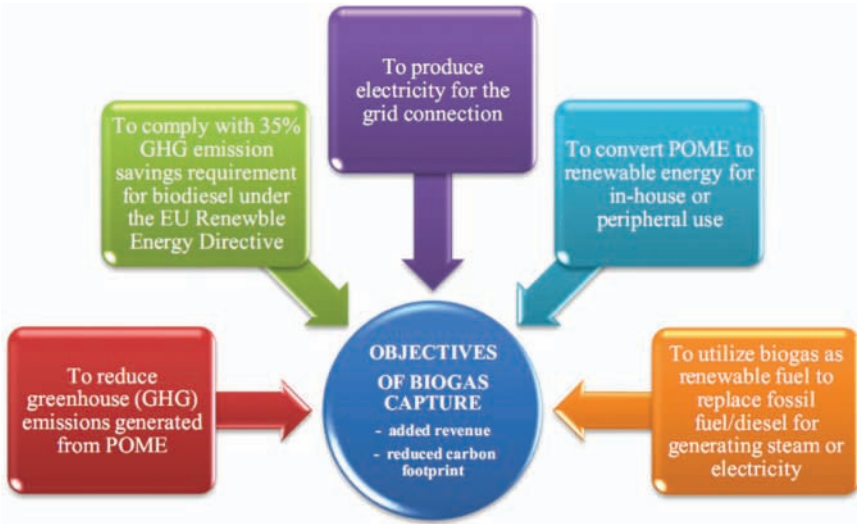 To produce
electricity for the
grid connection
To comply with 35%
GHG emission
savings requirement
for biodiesel under
the EU Renewble
Energy Directive
To convert POME to
renewable energy for
in-house or
peripheral use
To reduce
greenhouse (GHG)
emissions generated
from POME
OBJECTIVES
OF BIOGAS
CAPTURE
- added revenue
- reduced carbon
footprint
To utilize biogas as
renewable fuel to
replace fossil
fuel/diesel for
generating steam or
electricity